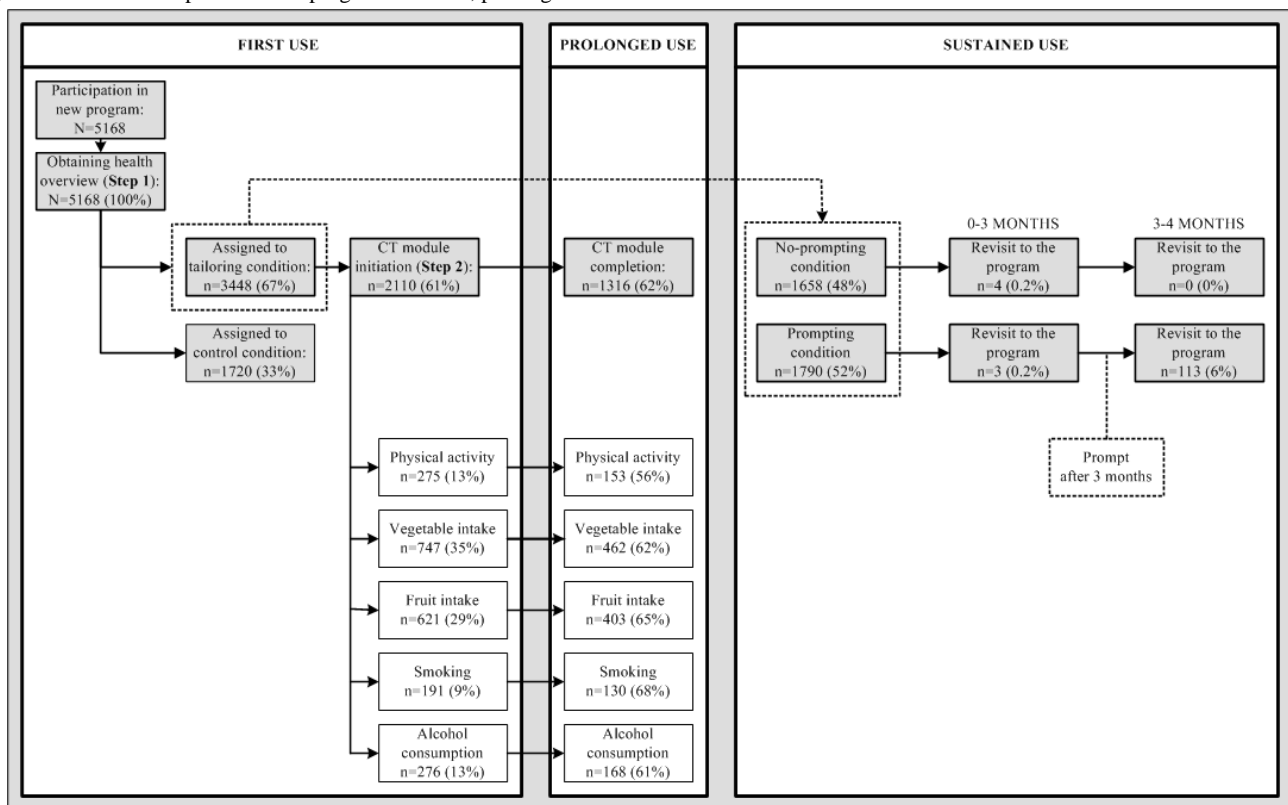 FIRST USE
PROLONGED USE
SUSTAINED USE
Participation in
new program:
N=5168
Obtaining health
overview (Step 1):
N=5168 (100%)
Assigned to
tailoring condition:
n=3448 (67%)
CT module
initiation (Step 2):
n=2110 (61%)
CT module
completion:
n=1316 (62%)
0-3 MONTHS
3-4 MONTHS
No-prompting
condition
n=1658 (48%)
Revisit to the
program
n=4 (0.2%)
Revisit to the
program
n=0 (0%)
Assigned to
control condition:
n=1720 (33%)
Prompting
condition
n=1790 (52%)
Revisit to the
program
n=3 (0.2%)
Revisit to the
program
n=113 (6%)
Prompt
after 3 months
Physical activity
n=275 (13%)
Physical activity
n=153 (56%)
Vegetable intake
n=747 (35%)
Vegetable intake
n=462 (62%)
Fruit intake
n=621 (29%)
Fruit intake
n=403 (65%)
Smoking
n=191 (9%)
Smoking
n=130 (68%)
Alcohol
consumption
n=276 (13%)
Alcohol
consumption
n=168 (61%)